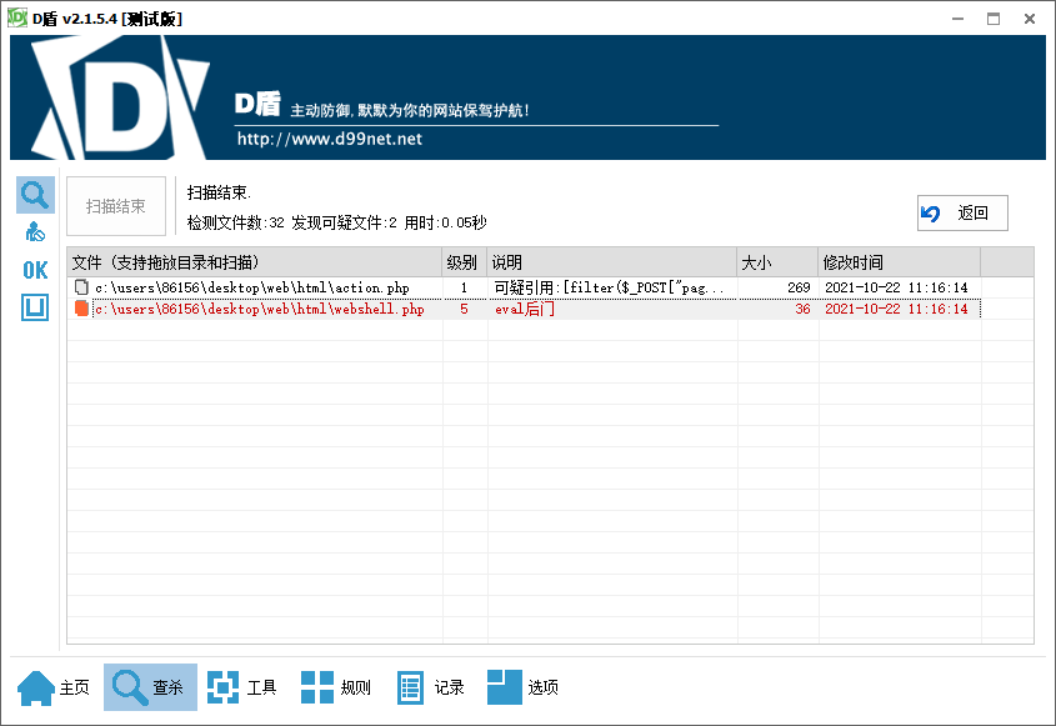 D盾 v2.1.5.4 [测试版]
D盾 主动防御,默默为你的网站保驾护航!
http://www.d99net.net
扫描结束
扫描结束.
检测文件数:32 发现可疑文件:2 用时:0.05秒
返回
OK
文件（支持拖放目录和扫描） 级别 说明 大小 修改时间
c:\users\86156\desktop\web\html\action.php 1 可疑引用:[filter($_POST["pag... 269 2021-10-22 11:16:14
c:\users\86156\desktop\web\html\webshell.php 5 eval后门 36 2021-10-22 11:16:14
主页 查杀 工具 规则 记录 选项